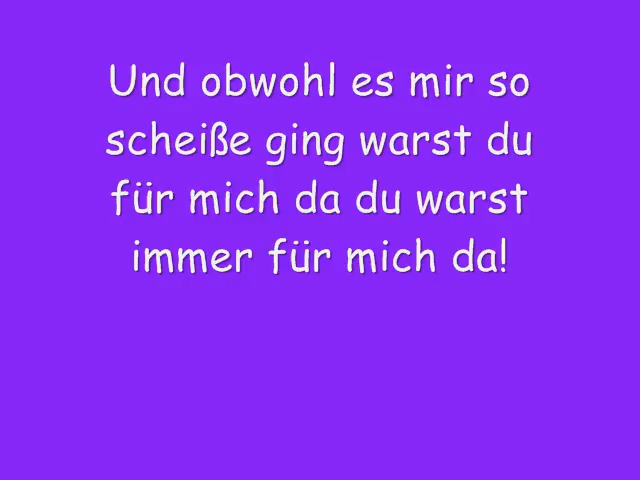 Und obwohl es mir so
scheiße ging warst du
für mich da du warst
immer für mich da!